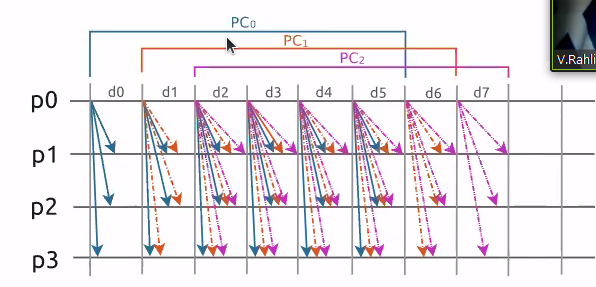 PC0
PC1
PC2
V.Rahli
d0 d1 d2 d3 d4 d5 d6 d7
p0
p1
p2
p3